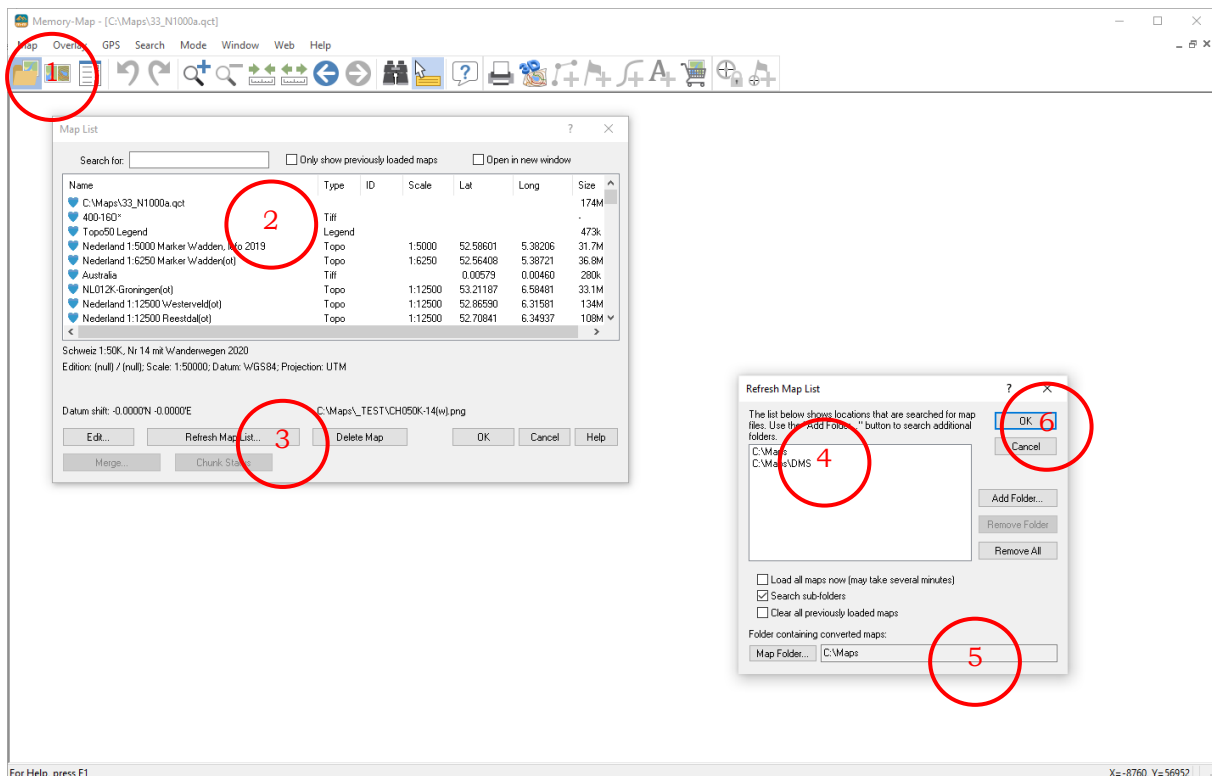 Memory-Map - [C:\Maps\33_N1000a.qct]
Map Overlay GPS Search Mode Window Web Help
1
Map List
Search for: Only show previously loaded maps Open in new window
Name Type ID Scale Lat Long Size
C:\Maps\33_N1000a.qct 174M
400-160* Tiff -
Topo50 Legend Legend 473k
Nederland 1:5000 Marker Wadden, 2019 Topo 1:5000 52.58601 5.38206 31.7M
Nederland 1:6250 Marker Wadden(ot) Topo 1:6250 52.56408 5.38721 36.8M
Australia Tiff 0.00579 0.00460 280k
NL012K-Groningen(ot) Topo 1:12500 53.21187 6.58481 33.1M
Nederland 1:12500 Westerveld(ot) Topo 1:12500 52.86590 6.31581 134M
Nederland 1:12500 Reestdal(ot) Topo 1:12500 52.70841 6.34937 108M
2
Schweiz 1:50K, Nr 14 mit Wanderwegen 2020
Edition: (null) / (null); Scale: 1:50000; Datum: WGS84; Projection: UTM
Datum shift: -0.0000'N -0.0000'E C:\Maps\_TEST\CH050K-14(w).png
Edit... Refresh Map List... Delete Map OK Cancel Help
3
Merge... Chunk Status
Refresh Map List
The list below shows locations that are searched for map
files. Use the "Add Folder..." button to search additional
folders.
OK
6
Cancel
C:\Maps
C:\Maps\DMS
4
Add Folder...
Remove Folder
Remove All
Load all maps now (may take several minutes)
Search sub-folders
Clear all previously loaded maps
Folder containing converted maps:
Map Folder... C:\Maps
5
For Help, press F1 X=-8760, Y=56952